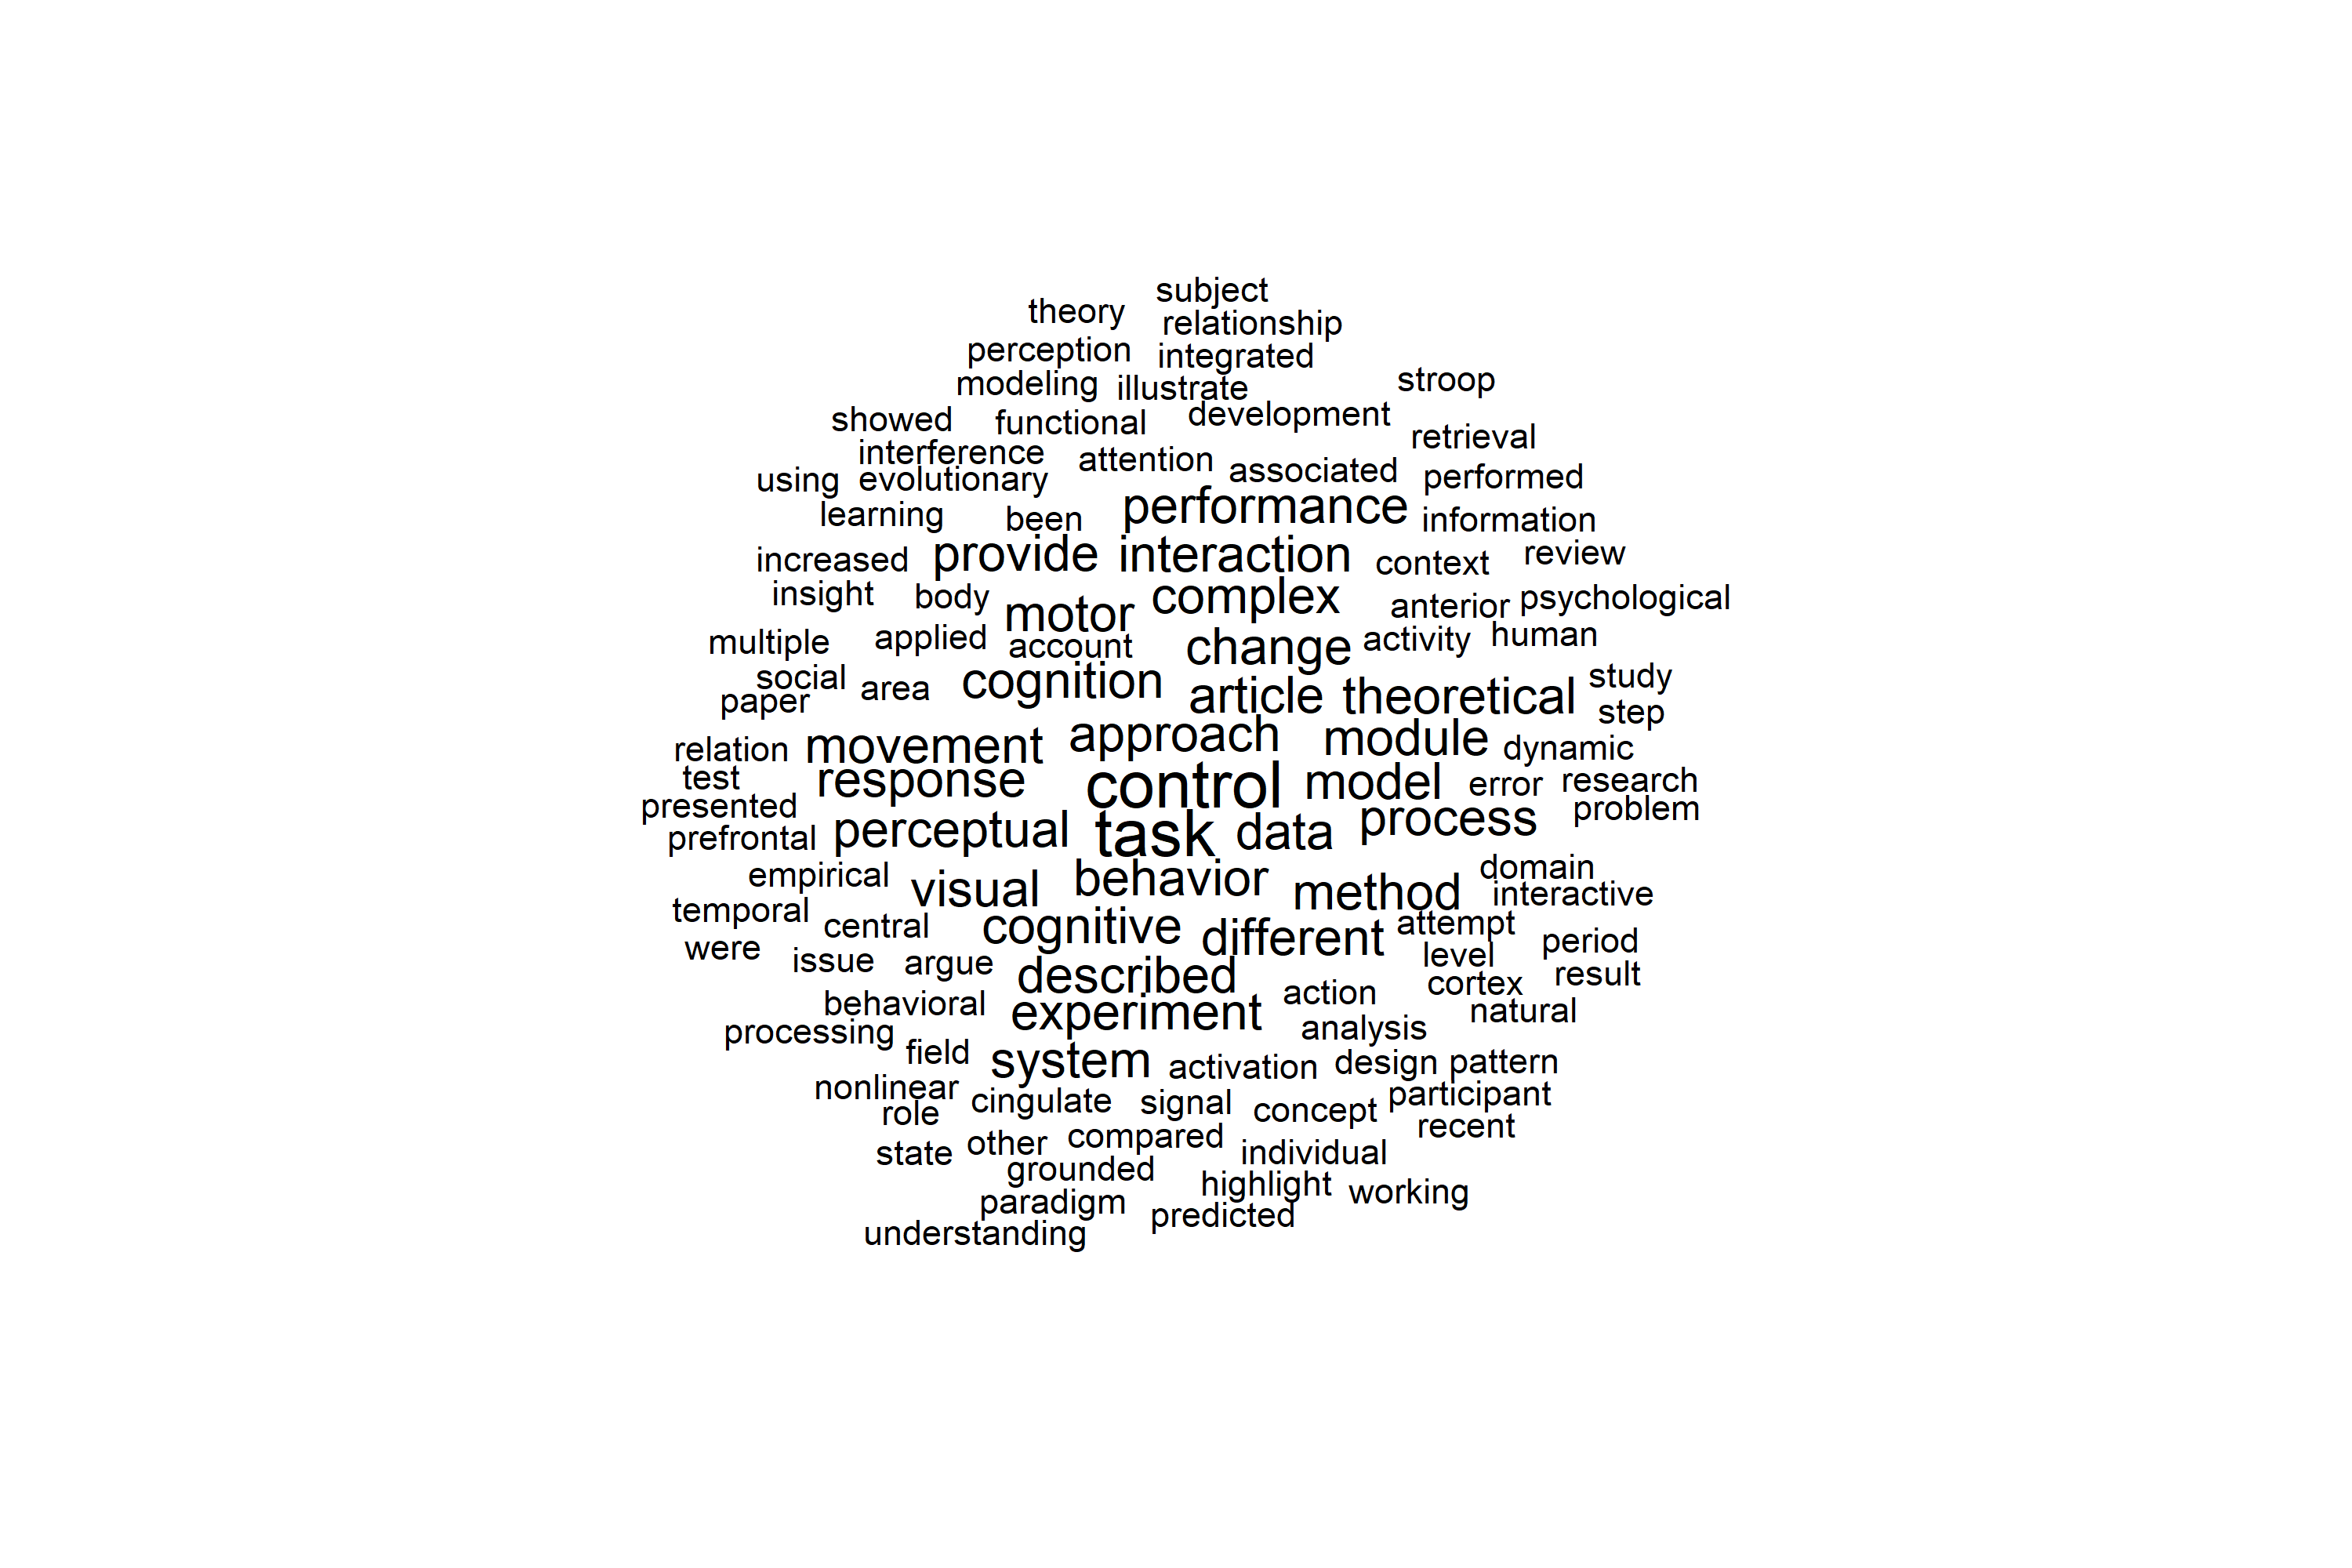 subject
theory
relationship
perception integrated
modeling illustrate stroop
showed functional development
retrieval
interference attention associated performed
using evolutionary
performance
learning been information
increased provide interaction context review
insight body motor complex anterior psychological
multiple applied account change activity human
social area cognition article theoretical study
paper step
relation movement approach module dynamic
test response control model error research
presented problem
prefrontal perceptual task data process
empirical visual behavior method domain
interactive
temporal central cognitive different attempt
were issue argue level period
described cortex result
behavioral experiment action natural
processing analysis
field system activation design pattern
nonlinear cingulate signal concept participant
role recent
state other compared individual
grounded highlight working
paradigm predicted
understanding